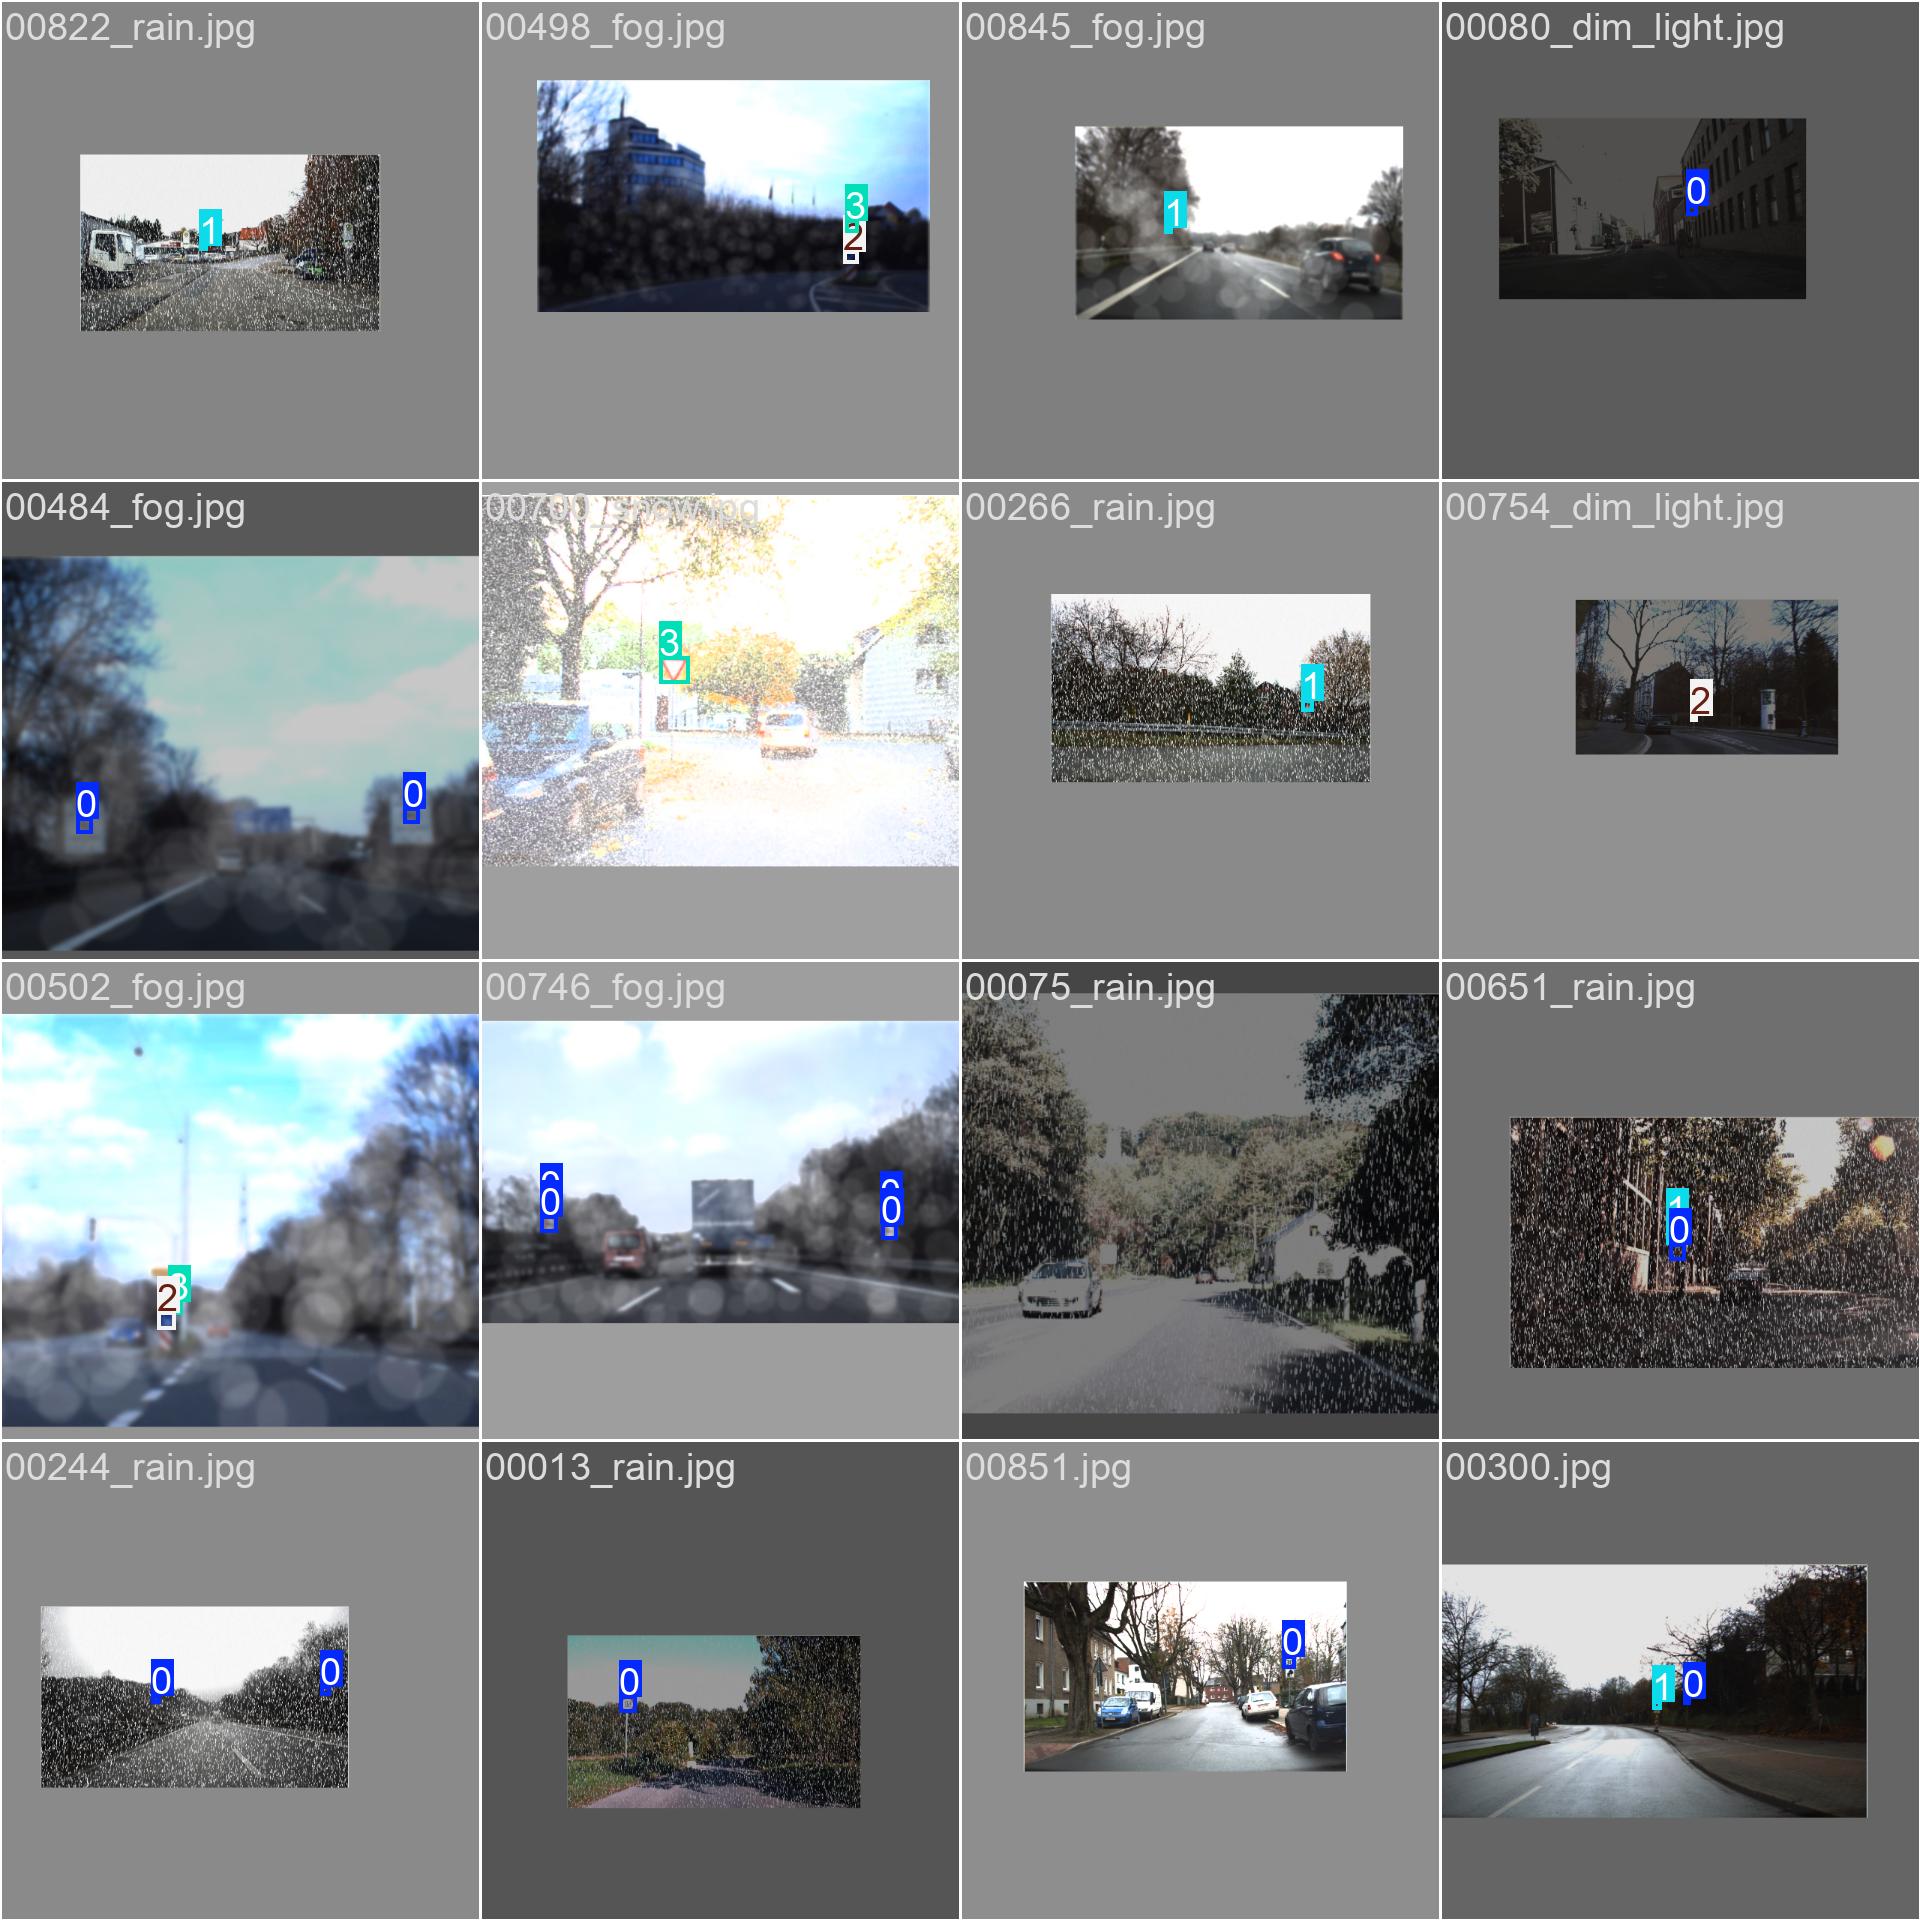 00822_rain.jpg
00498_fog.jpg
00845_fog.jpg
00080_dim_light.jpg
1
3
2
1
0
00484_fog.jpg
00700_snow.jpg
00266_rain.jpg
00754_dim_light.jpg
0
0
3
1
2
00502_fog.jpg
00746_fog.jpg
00075_rain.jpg
00651_rain.jpg
3
2
0
0
1
0
00244_rain.jpg
00013_rain.jpg
00851.jpg
00300.jpg
0
0
0
0
1
0